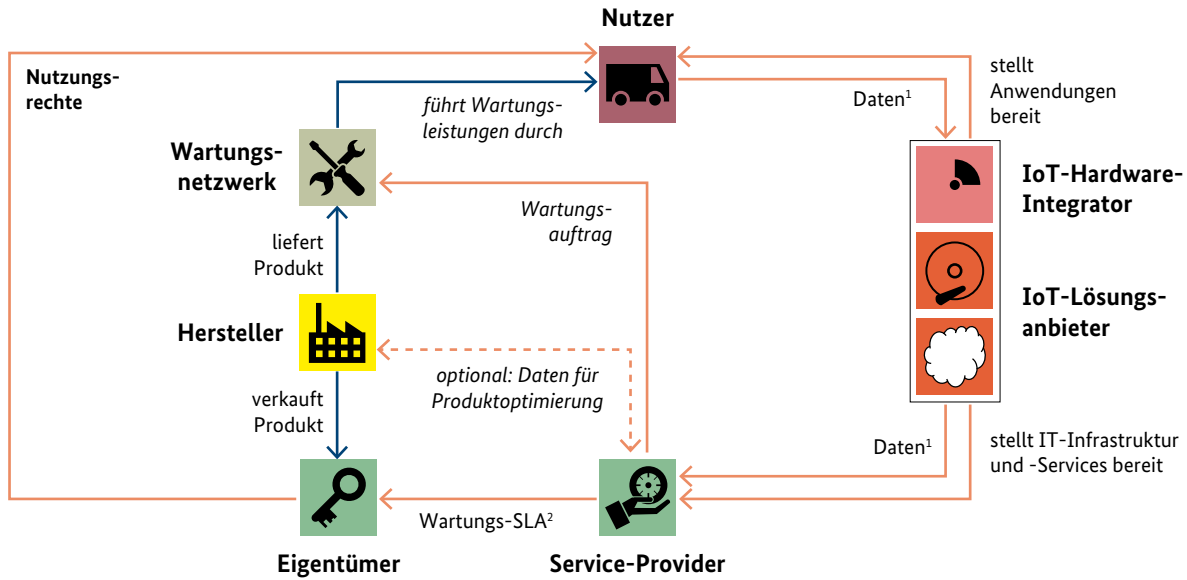 Nutzer
Nutzungs-
rechte
führt Wartungs-
leistungen durch
Daten¹
stellt
Anwendungen
bereit
Wartungs-
netzwerk
IoT-Hardware-
Integrator
Wartungs-
auftrag
liefert
Produkt
Hersteller
IoT-Lösungs-
anbieter
optional: Daten für
Produktoptimierung
verkauft
Produkt
Daten¹
stellt IT-Infrastruktur
und -Services bereit
Wartungs-SLA²
Eigentümer
Service-Provider